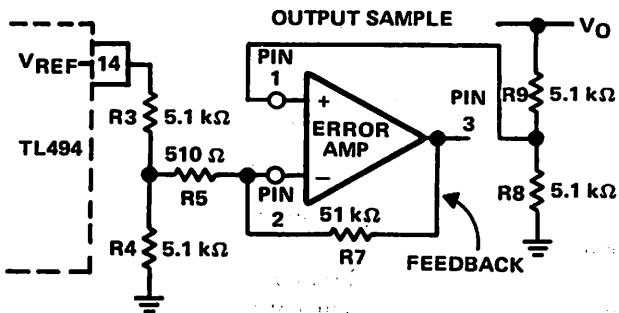 OUTPUT SAMPLE
VO
VREF
14
PIN
1
+
R3
5.1 kΩ
ERROR
AMP
PIN
3
R9
5.1 kΩ
TL494
510 Ω
R5
PIN
2
−
51 kΩ
R7
R8
5.1 kΩ
R4
5.1 kΩ
FEEDBACK